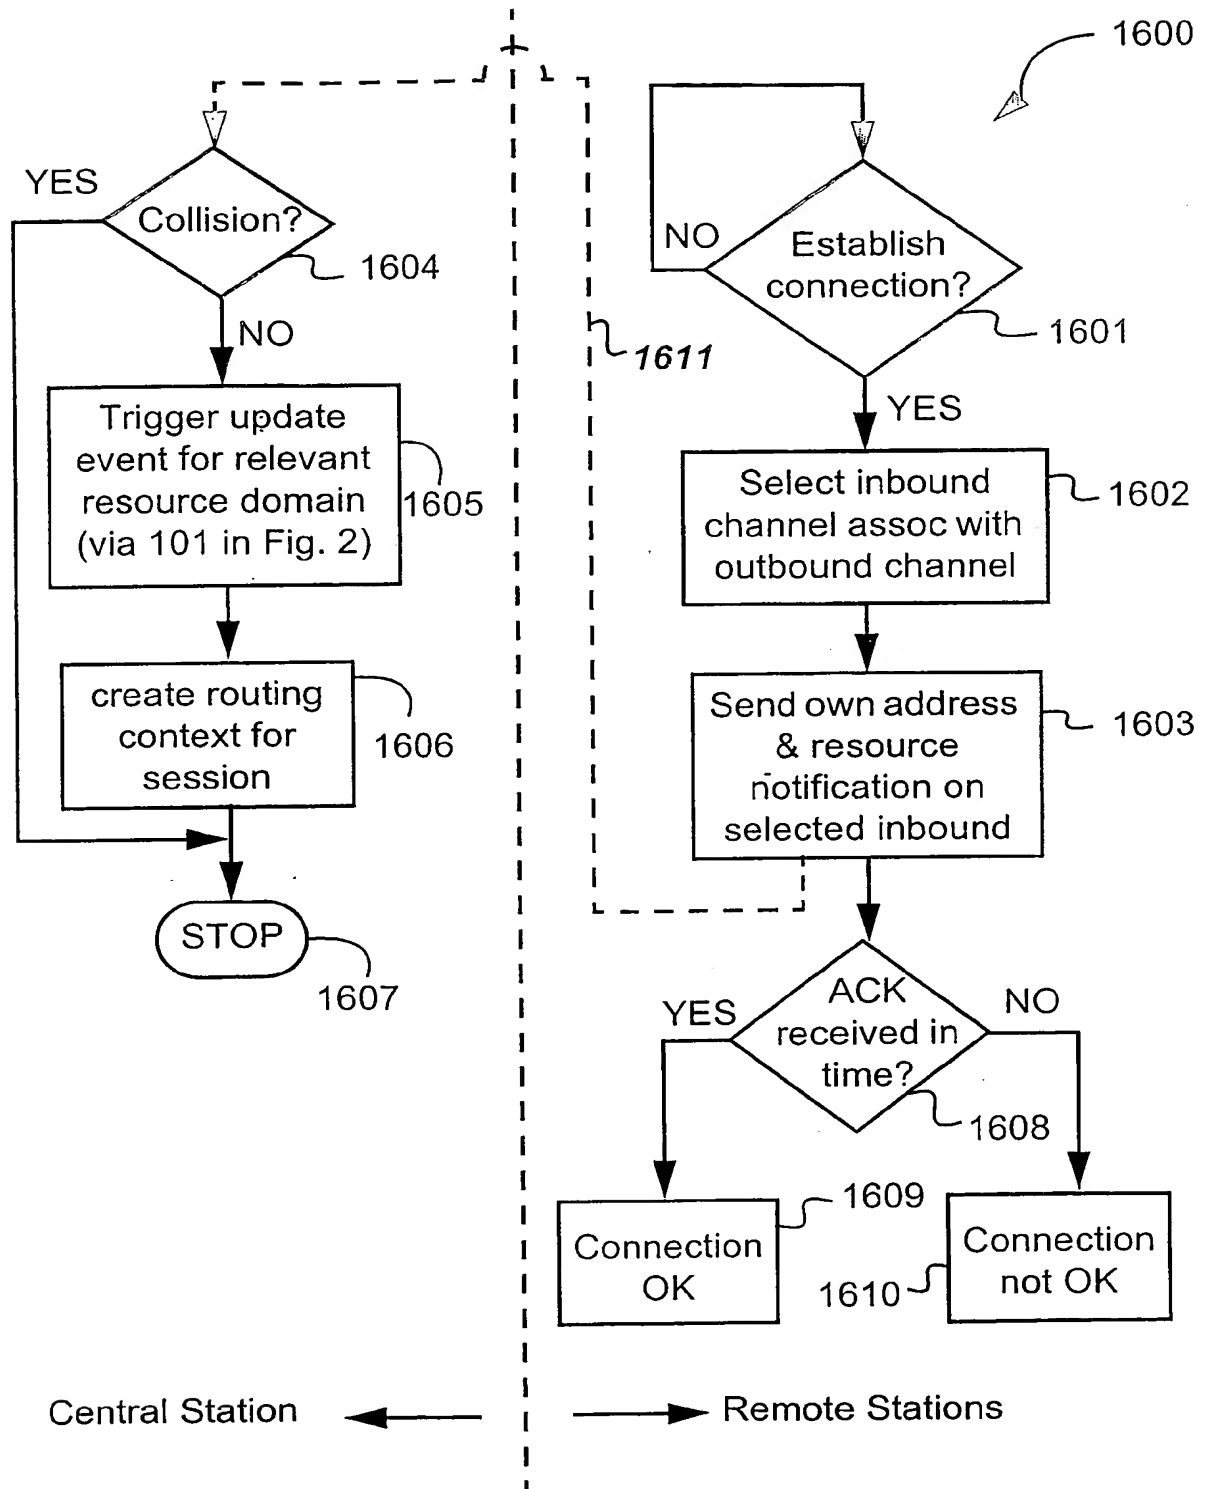 1600
YES
Collision?
1604
NO
Trigger update
event for relevant
resource domain
(via 101 in Fig. 2)
1605
create routing
context for
session
1606
STOP
1607
1611
NO
Establish
connection?
1601
YES
Select inbound
channel assoc with
outbound channel
1602
Send own address
& resource
notification on
selected inbound
1603
YES
ACK
received in
time?
NO
1608
1609
Connection
OK
Connection
not OK
1610
Central Station
Remote Stations